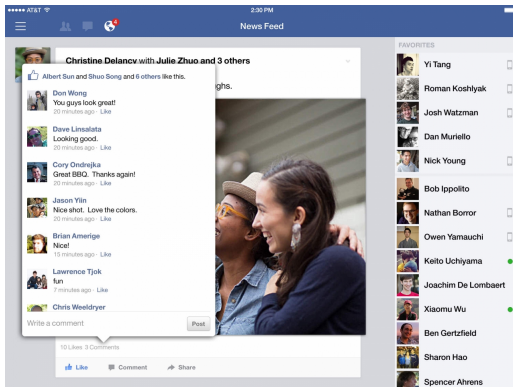 AT&T 2:30 PM
4
News Feed
Christine Delancy with Julie Zhuo and 3 others
ghs.
Albert Sun and Shuo Song and 6 others like this.
Don Wong
You guys look great!
20 minutes ago · Like
Dave Linsalata
Looking good.
20 minutes ago · Like
Cory Ondrejka
Great BBQ. Thanks again!
20 minutes ago · Like
Jason Yiin
Nice shot. Love the colors.
20 minutes ago · Like
Brian Amerige
Nice!
15 minutes ago · Like
Lawrence Tjok
fun
7 minutes ago · Like
Chris Weeldryer
Write a comment Post
10 Likes 3 Comments
Like Comment Share
FAVORITES
Yi Tang
Roman Koshlyak
Josh Watzman
Dan Muriello
Nick Young
Bob Ippolito
Nathan Borror
Owen Yamauchi
Keito Uchiyama
Joachim De Lombaert
Xiaomu Wu
Ben Gertzfield
Sharon Hao
Spencer Ahrens